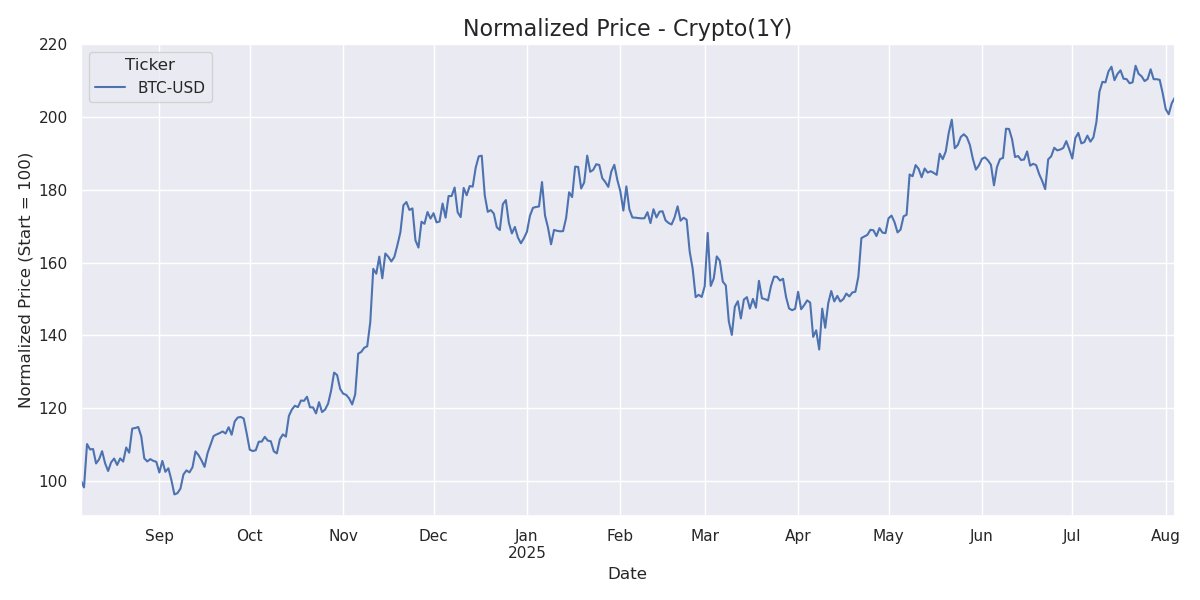 Normalized Price - Crypto(1Y)
Ticker
BTC-USD
Normalized Price (Start = 100)
220
200
180
160
140
120
100
Sep Oct Nov Dec Jan Feb Mar Apr May Jun Jul Aug
2025
Date